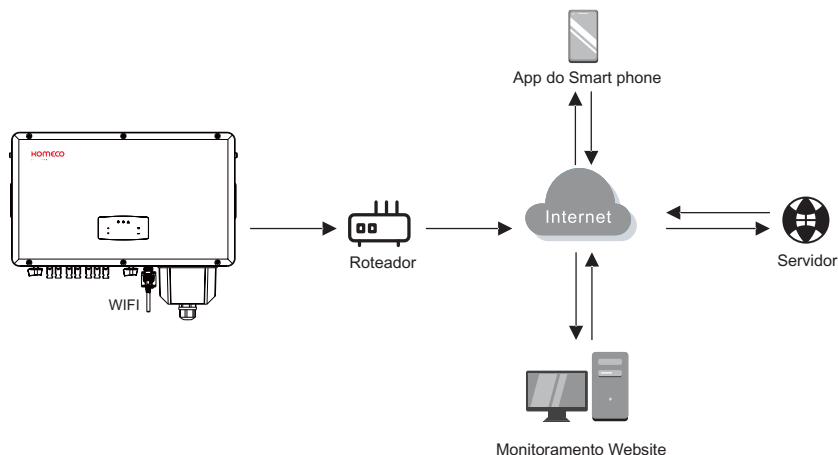 App do Smart phone
HOMECO
Internet
Roteador
Servidor
WIFI
Monitoramento Website